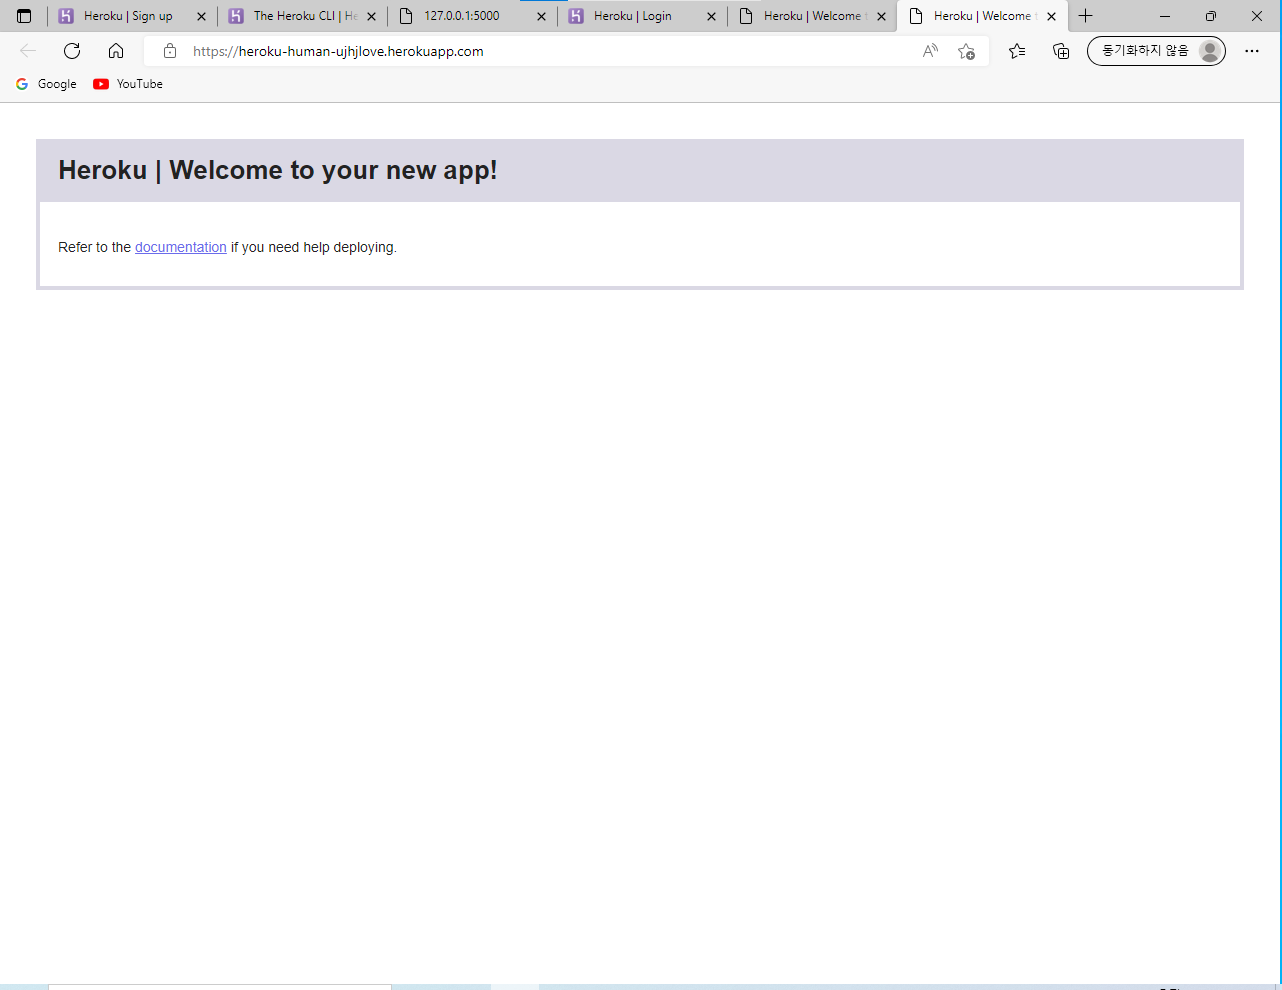 Heroku | Sign up
The Heroku CLI | He
127.0.0.1:5000
Heroku | Login
Heroku | Welcome t
Heroku | Welcome t
https://heroku-human-ujhjlove.herokuapp.com
동기화하지 않음
Google
YouTube
Heroku | Welcome to your new app!
Refer to the documentation if you need help deploying.